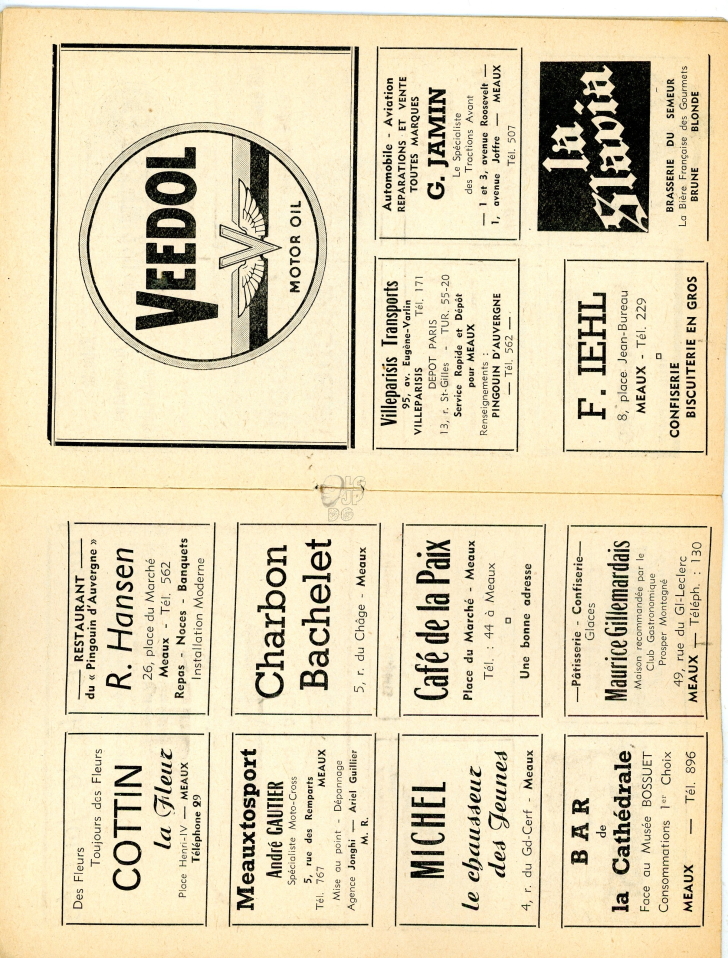 Des Fleurs
Toujours des Fleurs
COTTIN
la Fleur
Place Henri-IV — MEAUX
Téléphone 29
RESTAURANT
du « Pingouin d'Auvergne »
R. Hansen
26, place du Marché
Meaux - Tél. 562
Repas - Noces - Banquets
Installation Moderne
Meauxtosport
André GAUTIER
Spécialiste Moto-Cross
5, rue des Remparts
Tél. 767 MEAUX
Mise au point - Dépannage
Agence Jonghi — Ariel Guillier
M. R.
Charbon
Bachelet
5, r. du Châge - Meaux
MICHEL
le chausseur
des Jeunes
4, r. du Gd-Cerf - Meaux
Café de la Paix
Place du Marché - Meaux
Tél. : 44 à Meaux
Une bonne adresse
BAR
de
la Cathédrale
Face au Musée BOSSUET
Consommations 1er Choix
MEAUX — Tél. 896
—Pâtisserie - Confiserie—
Glaces
Maurice Gillemardais
Maison recommandée par le
Club Gastronomique
Prosper Montagné
49, rue du Gl-Leclerc
MEAUX — Téléph. : 130
VEEDOL
V
MOTOR OIL
Villeparisis Transports
95, av. Eugène-Varlin
VILLEPARISIS Tél. 171
DEPOT PARIS
13, r. St-Gilles - TUR. 55-20
Service Rapide et Dépôt
pour MEAUX
Renseignements :
PINGOUIN D'AUVERGNE
— Tél. 562 —
Automobile - Aviation
REPARATIONS ET VENTE
TOUTES MARQUES
G. JAMIN
Le Spécialiste
des Tractions Avant
— 1 et 3, avenue Roosevelt —
1, avenue Joffre — MEAUX
Tél. 507
F. IEHL
8, place Jean-Bureau
MEAUX - Tél. 229
CONFISERIE
BISCUITERIE EN GROS
la
Slavia
BRASSERIE DU SEMEUR
La Bière Française des Gourmets
BRUNE BLONDE